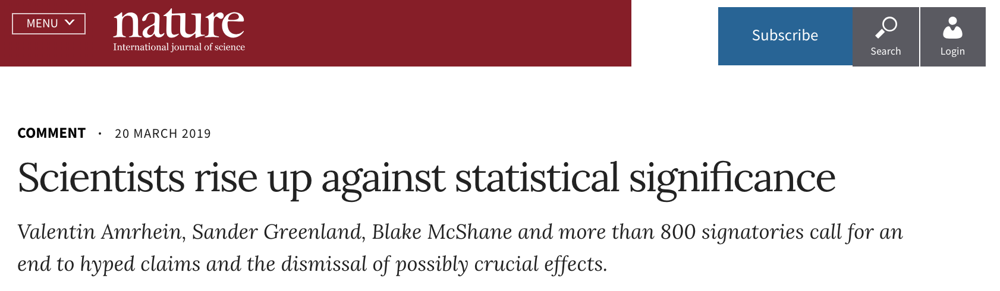 MENU
nature
International journal of science
Subscribe
Search
Login
COMMENT · 20 MARCH 2019
Scientists rise up against statistical significance
Valentin Amrhein, Sander Greenland, Blake McShane and more than 800 signatories call for an
end to hyped claims and the dismissal of possibly crucial effects.